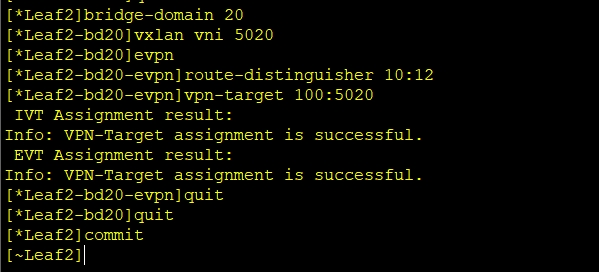 [*Leaf2]bridge-domain 20
[*Leaf2-bd20]vxlan vni 5020
[*Leaf2-bd20]evpn
[*Leaf2-bd20-evpn]route-distinguisher 10:12
[*Leaf2-bd20-evpn]vpn-target 100:5020
IVT Assignment result:
Info: VPN-Target assignment is successful.
EVT Assignment result:
Info: VPN-Target assignment is successful.
[*Leaf2-bd20-evpn]quit
[*Leaf2-bd20]quit
[*Leaf2]commit
[~Leaf2]